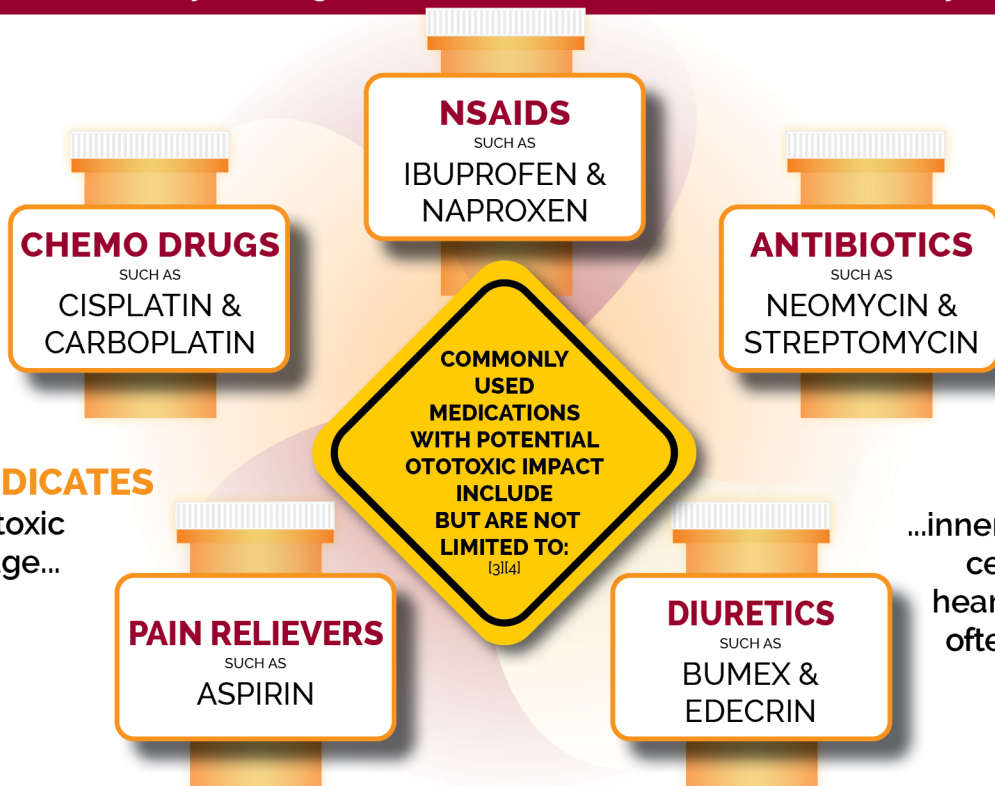 NSAIDS
SUCH AS
IBUPROFEN &
NAPROXEN
CHEMO DRUGS
SUCH AS
CISPLATIN &
CARBOPLATIN
ANTIBIOTICS
SUCH AS
NEOMYCIN &
STREPTOMYCIN
COMMONLY
USED
MEDICATIONS
WITH POTENTIAL
OTOTOXIC IMPACT
INCLUDE
BUT ARE NOT
LIMITED TO:
[3][4]
DICATES
toxic
ge...
...inner
ce
hear
ofte
PAIN RELIEVERS
SUCH AS
ASPIRIN
DIURETICS
SUCH AS
BUMEX &
EDECRIN